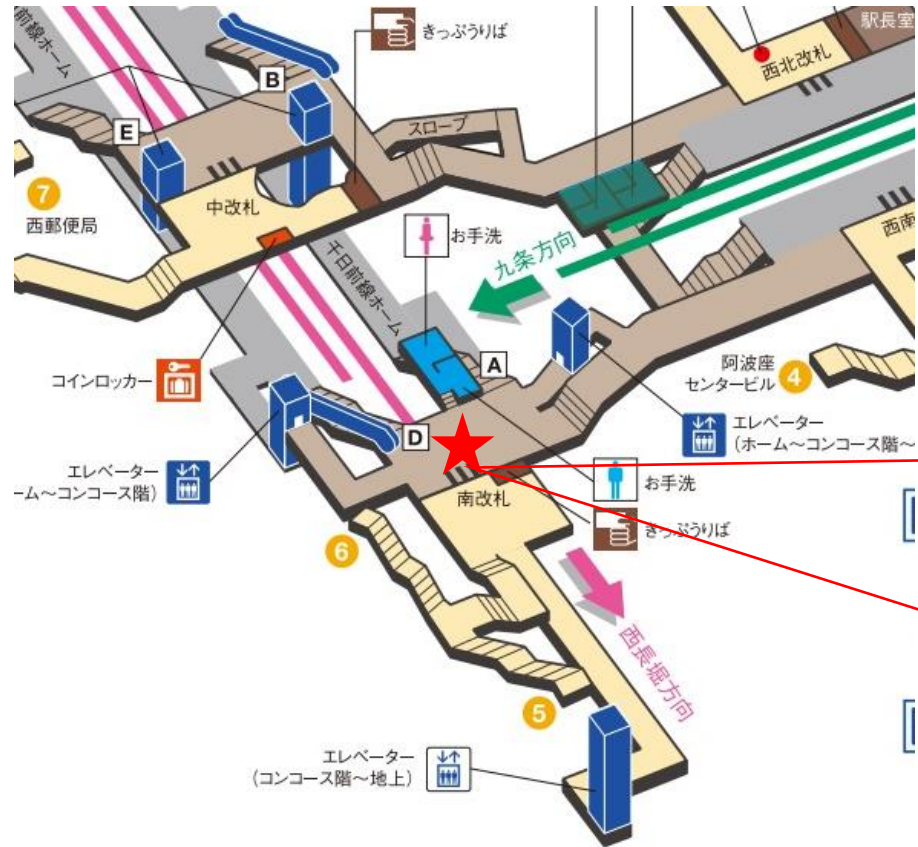 前線ホーム
きっぷうりば
駅長室
西北改札
B
E
スロープ
7
西郵便局
中改札
お手洗
九条方向
西南
千日前線ホーム
コインロッカー
A
阿波座
センタービル
4
D
エレベーター
(ホーム～コンコース階～
エレベーター
ーム～コンコース階)
お手洗
南改札
きっぷうりば
6
西長堀方向
5
エレベーター
(コンコース階～地上)